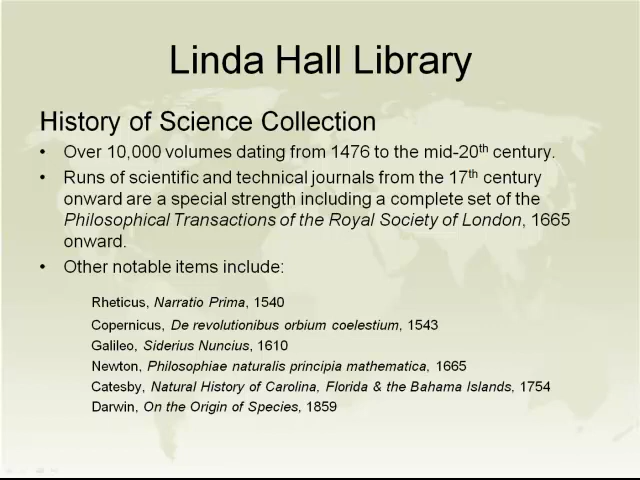 Linda Hall Library
History of Science Collection
• Over 10,000 volumes dating from 1476 to the mid-20th century.
• Runs of scientific and technical journals from the 17th century
onward are a special strength including a complete set of the
Philosophical Transactions of the Royal Society of London, 1665
onward.
• Other notable items include:
Rheticus, Narratio Prima, 1540
Copernicus, De revolutionibus orbium coelestium, 1543
Galileo, Siderius Nuncius, 1610
Newton, Philosophiae naturalis principia mathematica, 1665
Catesby, Natural History of Carolina, Florida & the Bahama Islands, 1754
Darwin, On the Origin of Species, 1859